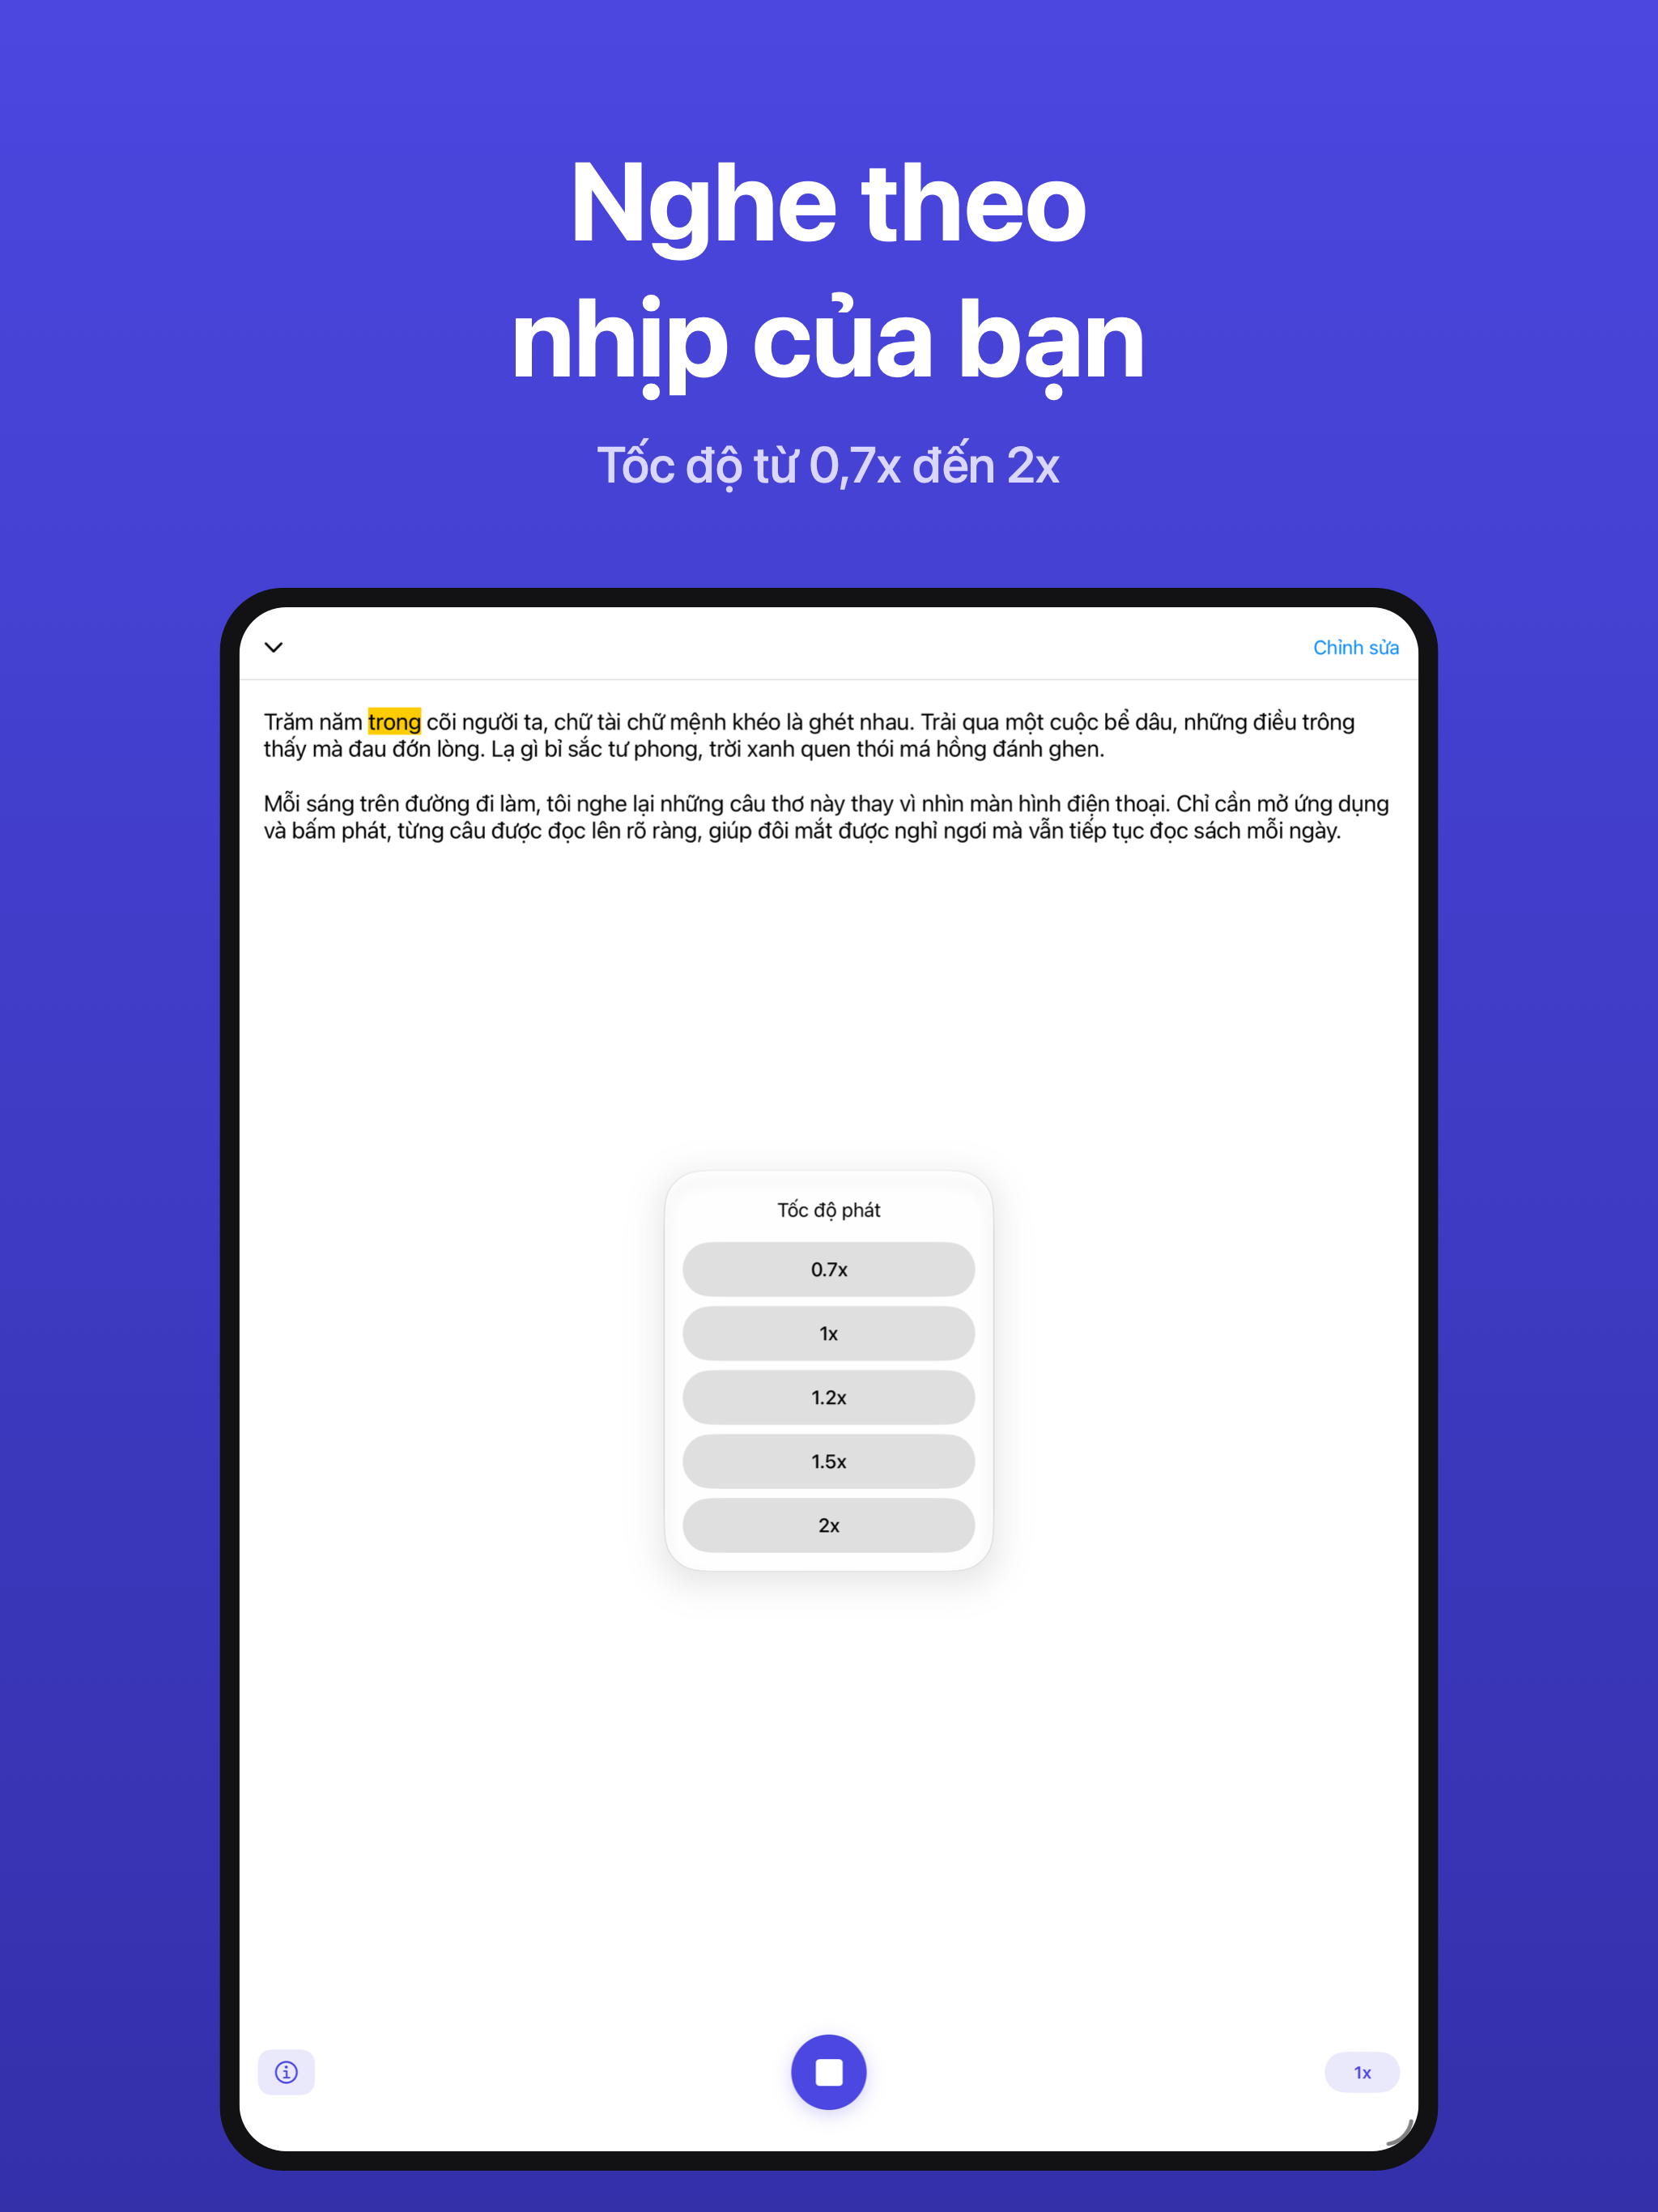 Nghe theo
nhịp của bạn
Tốc độ từ 0,7x đến 2x
Chỉnh sửa
Trăm năm trong cõi người ta, chữ tài chữ mệnh khéo là ghét nhau. Trải qua một cuộc bể dâu, những điều trông
thấy mà đau đớn lòng. Lạ gì bỉ sắc tư phong, trời xanh quen thói má hồng đánh ghen.
Mỗi sáng trên đường đi làm, tôi nghe lại những câu thơ này thay vì nhìn màn hình điện thoại. Chỉ cần mở ứng dụng
và bấm phát, từng câu được đọc lên rõ ràng, giúp đôi mắt được nghỉ ngơi mà vẫn tiếp tục đọc sách mỗi ngày.
Tốc độ phát
0.7x
1x
1.2x
1.5x
2x
1x